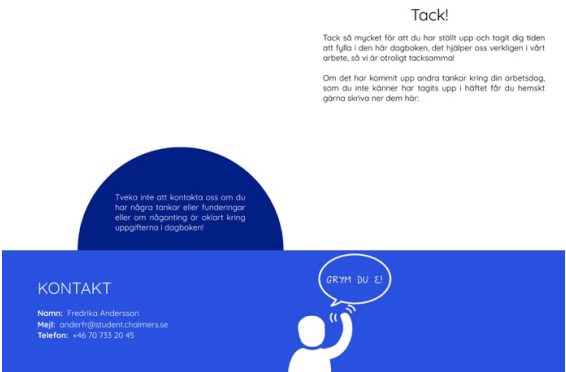 Tack!
Tack så mycket för att du har ställt upp och tagit dig tiden
att fylla i den här dagboken, det hjälper oss verkligen i vårt
arbete, så vi är otroligt tacksamma!
Om det har kommit upp andra tankar kring din arbetsdag,
som du inte känner har tagits upp i häftet får du hemskt
gärna skriva ner dem här:
Tveka inte att kontakta oss om du
har några tankar eller funderingar
eller om någonting är oklart kring
uppgifterna i dagboken!
KONTAKT
Namn: Fredrika Andersson
Mejl: anderfr@student.chalmers.se
Telefon: +46 70 733 20 45
GRYM DU E!